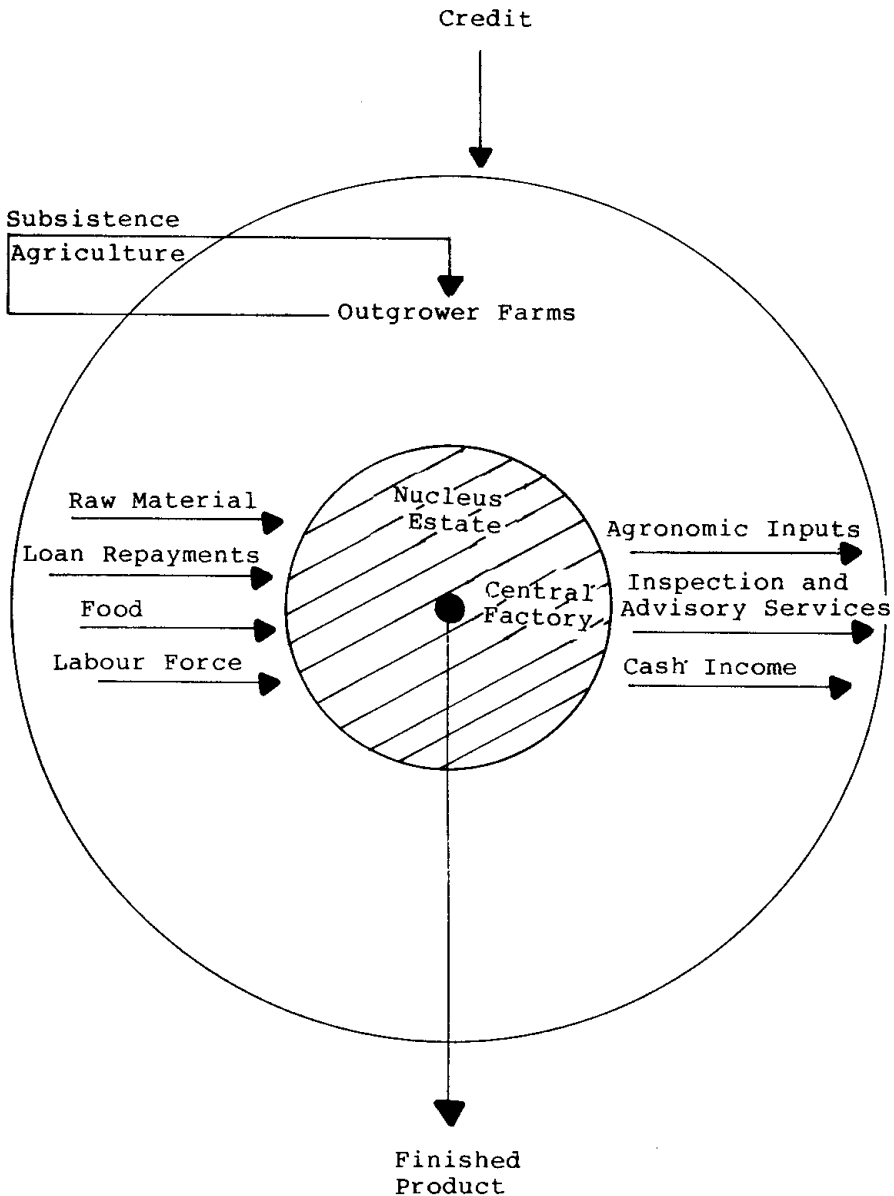 Credit
Subsistence
Agriculture
Outgrower Farms
Nucleus
Estate
Raw Material
Loan Repayments
Food
Labour Force
Central
Factory
Agronomic Inputs
Inspection and
Advisory Services
Cash Income
Finished
Product